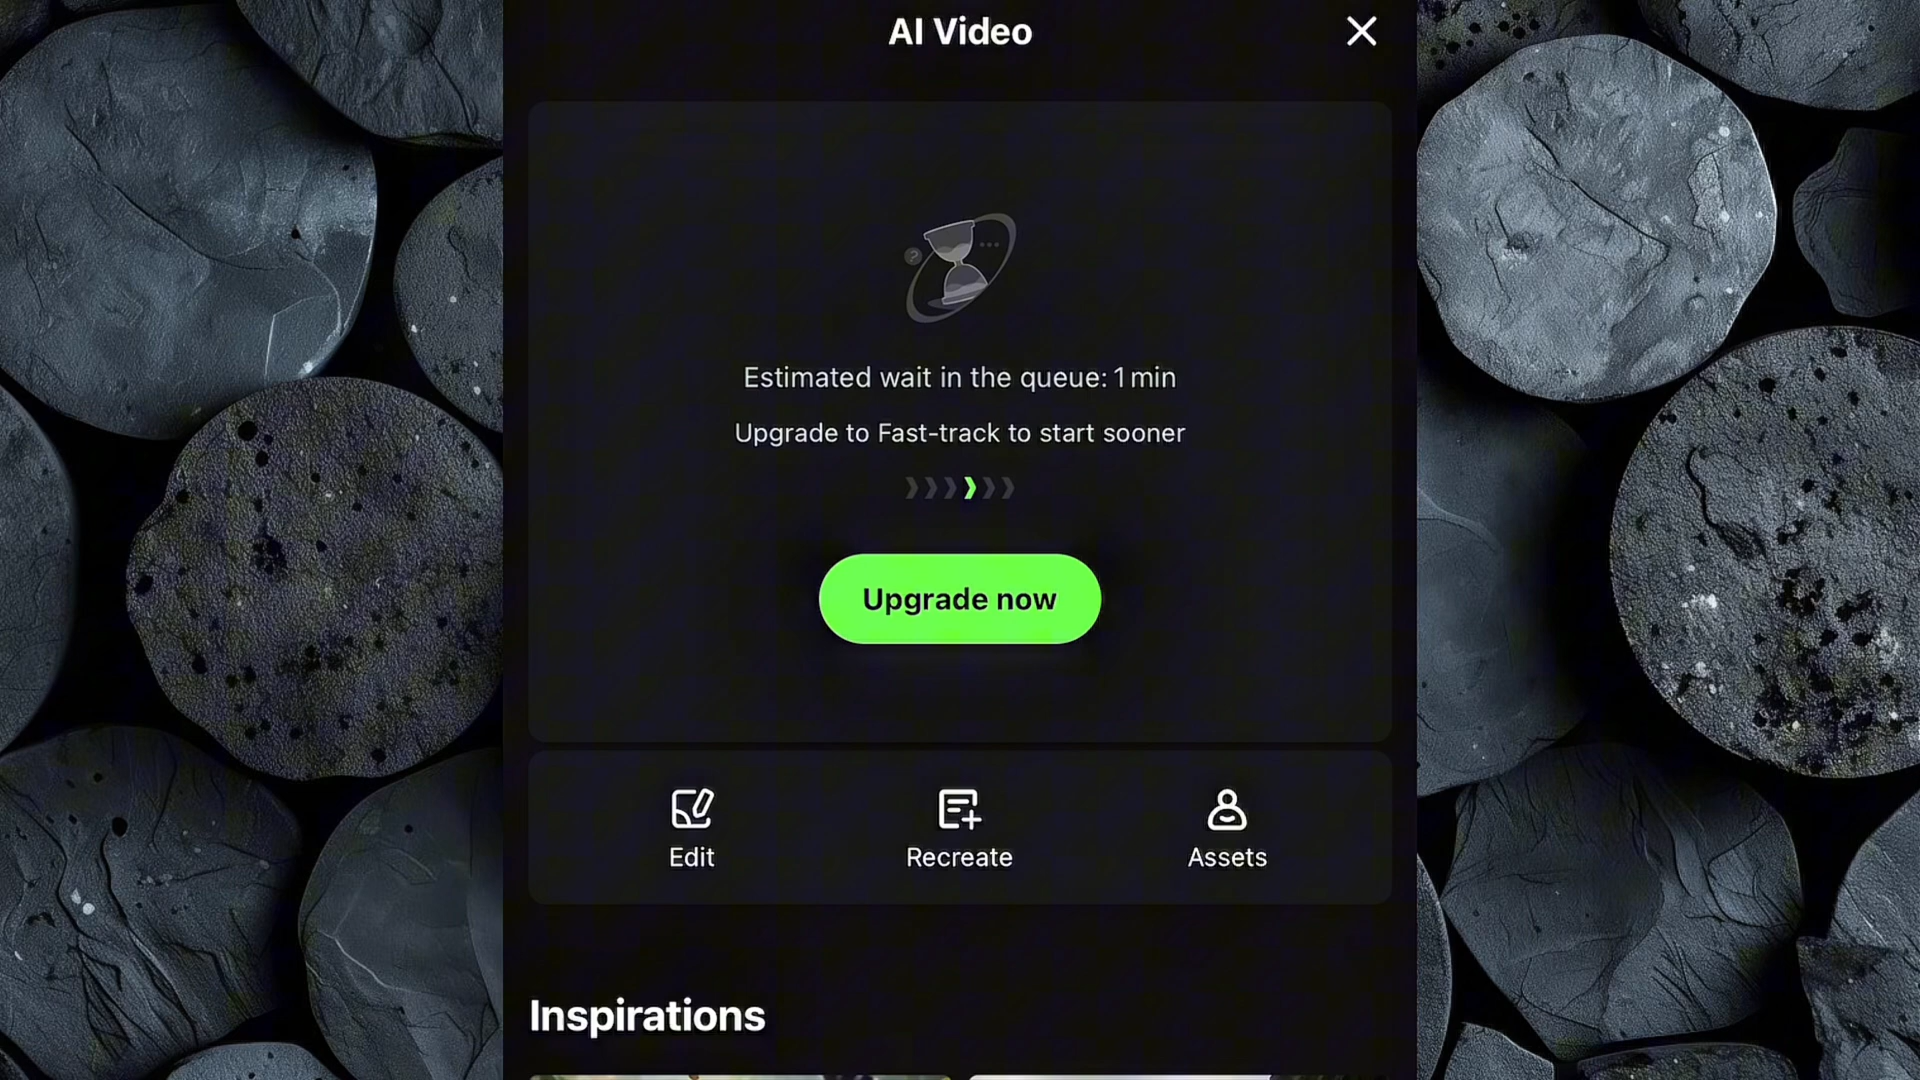 AI Video
Estimated wait in the queue: 1 min
Upgrade to Fast-track to start sooner
Upgrade now
Edit
Recreate
Assets
Inspirations